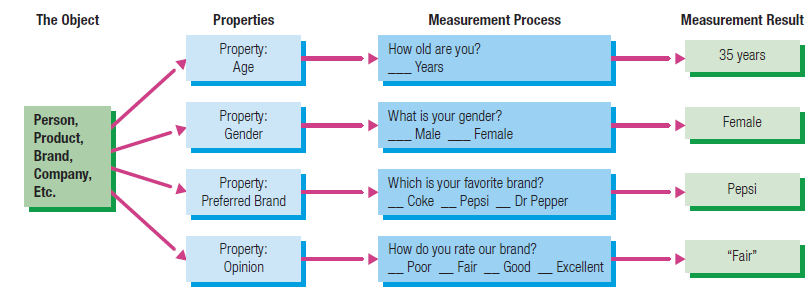 The Object
Properties
Measurement Process
Measurement Result
Person,
Product,
Brand,
Company,
Etc.
Property:
Age
How old are you?
___ Years
35 years
Property:
Gender
What is your gender?
___ Male ___ Female
Female
Property:
Preferred Brand
Which is your favorite brand?
__ Coke __ Pepsi __ Dr Pepper
Pepsi
Property:
Opinion
How do you rate our brand?
__ Poor __ Fair __ Good __ Excellent
“Fair”